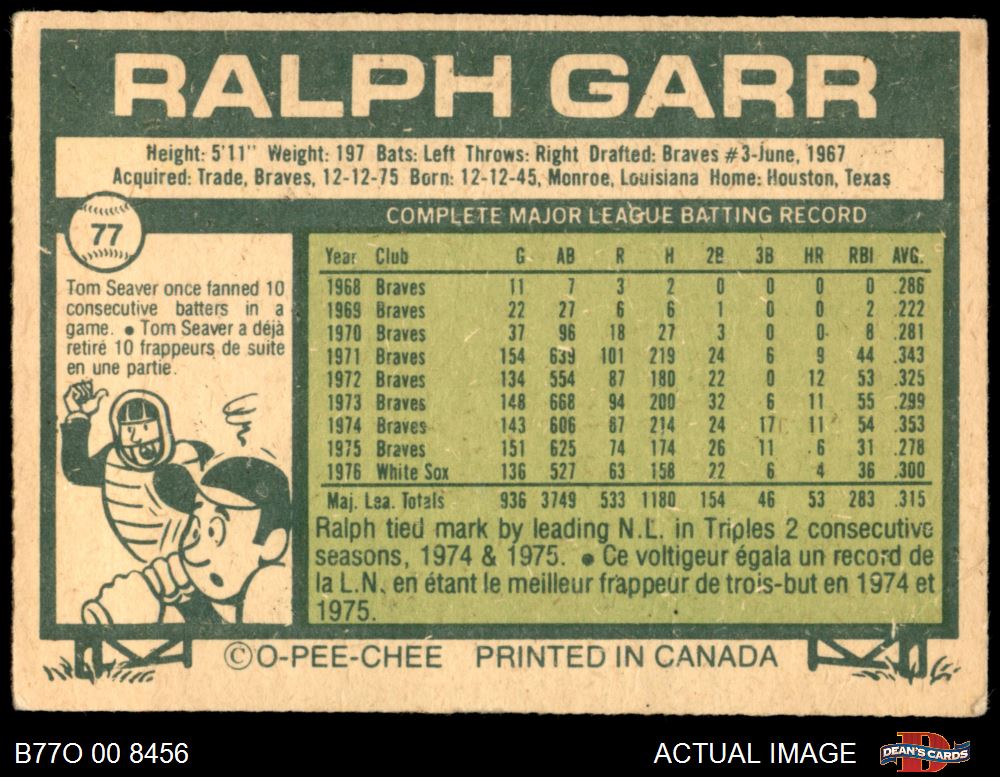 RALPH GARR
Height: 5'11" Weight: 197 Bats: Left Throws: Right Drafted: Braves #3-June, 1967
Acquired: Trade, Braves, 12-12-75 Born: 12-12-45, Monroe, Louisiana Home: Houston, Texas
77
COMPLETE MAJOR LEAGUE BATTING RECORD
Tom Seaver once fanned 10
consecutive batters in a
game. • Tom Seaver a déjà
retiré 10 frappeurs de suite
en une partie.
Year Club G AB R H 2B 3B HR RBI AVG.
1968 Braves 11 7 3 2 0 0 0 0 .286
1969 Braves 22 27 6 6 1 0 0 2 .222
1970 Braves 37 96 18 27 3 0 0 8 .281
1971 Braves 154 639 101 219 24 6 9 44 .343
1972 Braves 134 554 87 180 22 0 12 53 .325
1973 Braves 148 668 94 200 32 6 11 55 .299
1974 Braves 143 606 87 214 24 17 11 54 .353
1975 Braves 151 625 74 174 26 11 6 31 .278
1976 White Sox 136 527 63 158 22 6 4 36 .300
Maj. Lea. Totals 936 3749 533 1180 154 46 53 283 .315
Ralph tied mark by leading N.L. in Triples 2 consecutive
seasons, 1974 & 1975. • Ce voltigeur égala un record de
la L.N. en étant le meilleur frappeur de trois-but en 1974 et
1975.
©O-PEE-CHEE PRINTED IN CANADA
B77O 00 8456
ACTUAL IMAGE
D
DEAN'S CARDS